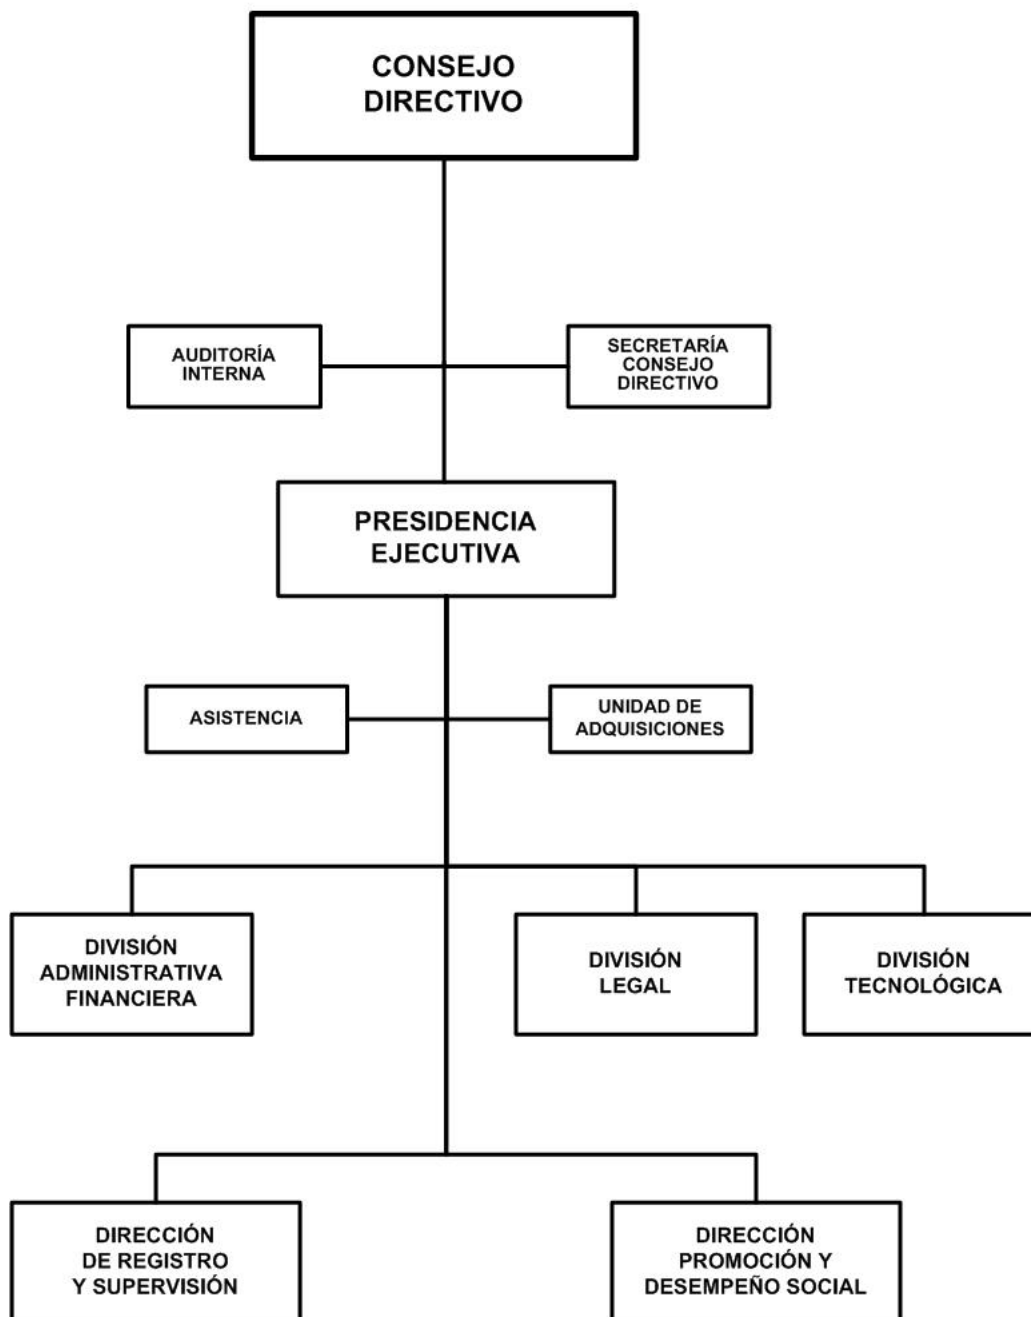 CONSEJO
DIRECTIVO
AUDITORÍA
INTERNA
SECRETARÍA
CONSEJO
DIRECTIVO
PRESIDENCIA
EJECUTIVA
ASISTENCIA
UNIDAD DE
ADQUISICIONES
DIVISIÓN
ADMINISTRATIVA
FINANCIERA
DIVISIÓN
LEGAL
DIVISIÓN
TECNOLÓGICA
DIRECCIÓN
DE REGISTRO
Y SUPERVISIÓN
DIRECCIÓN
PROMOCIÓN Y
DESEMPEÑO SOCIAL